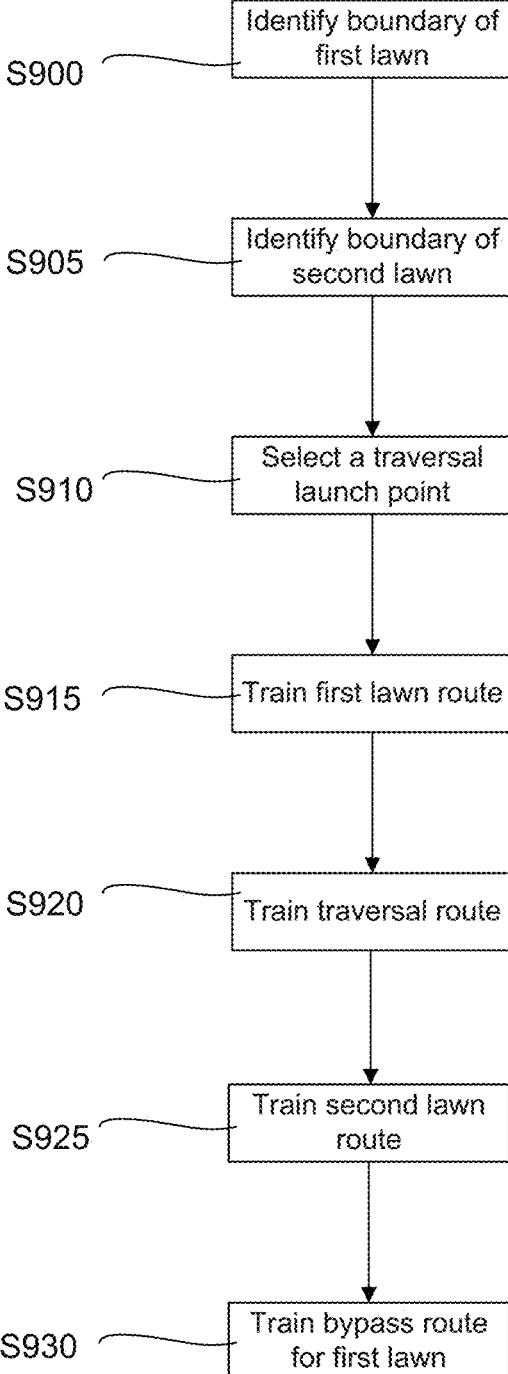 Identify boundary of
first lawn
S900
Identify boundary of
second lawn
S905
Select a traversal
launch point
S910
Train first lawn route
S915
Train traversal route
S920
Train second lawn
route
S925
Train bypass route
for first lawn
S930